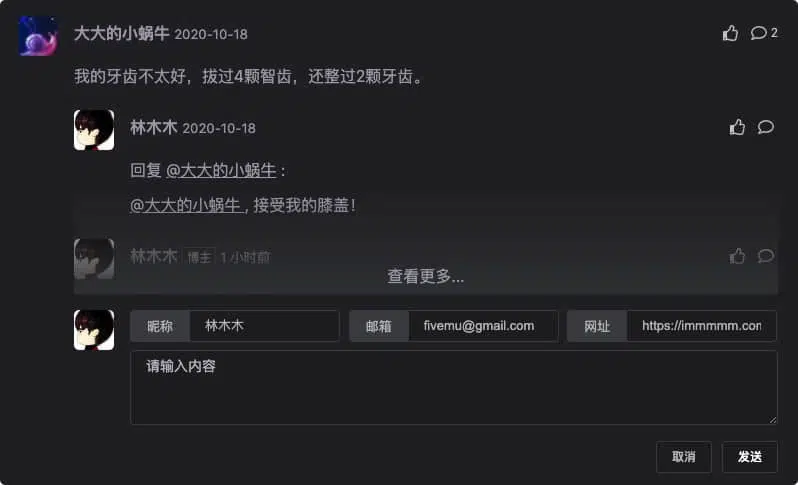 大大的小蜗牛 2020-10-18 2
我的牙齿不太好，拔过4颗智齿，还整过2颗牙齿。
林木木 2020-10-18
回复 @大大的小蜗牛 :
@大大的小蜗牛 , 接受我的膝盖！
林木木 博主 1 小时前
查看更多...
昵称 林木木 邮箱 fivemu@gmail.com 网址 https://immmmm.con
请输入内容
取消 发送